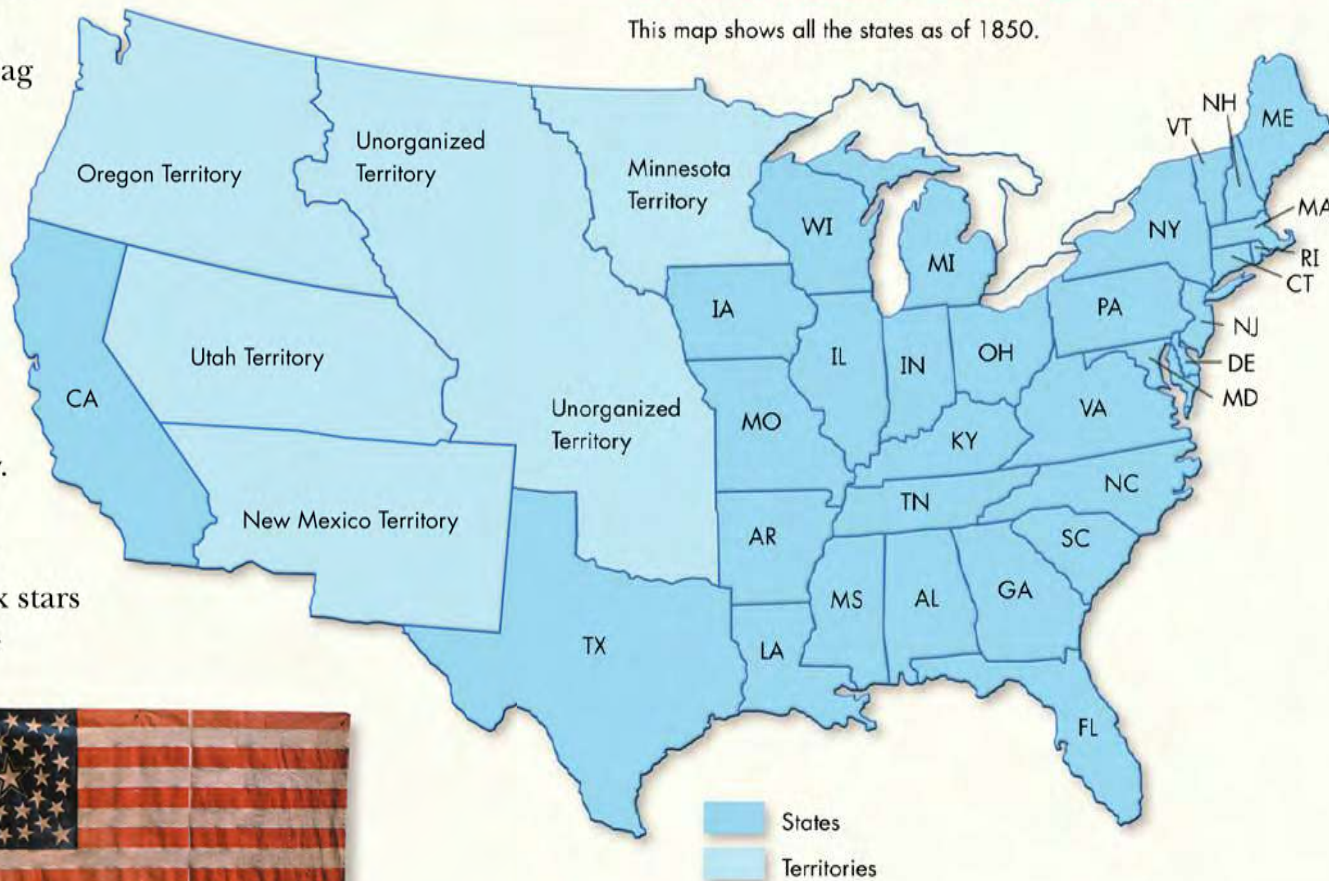 This map shows all the states as of 1850.
ag
x stars
Oregon Territory
Unorganized
Territory
Minnesota
Territory
Utah Territory
Unorganized
Territory
New Mexico Territory
CA
TX
WI
MI
IA
IL
IN
OH
MO
KY
TN
AR
MS
AL
GA
LA
FL
SC
NC
VA
PA
NY
VT
NH
ME
MA
RI
CT
NJ
DE
MD
States
Territories